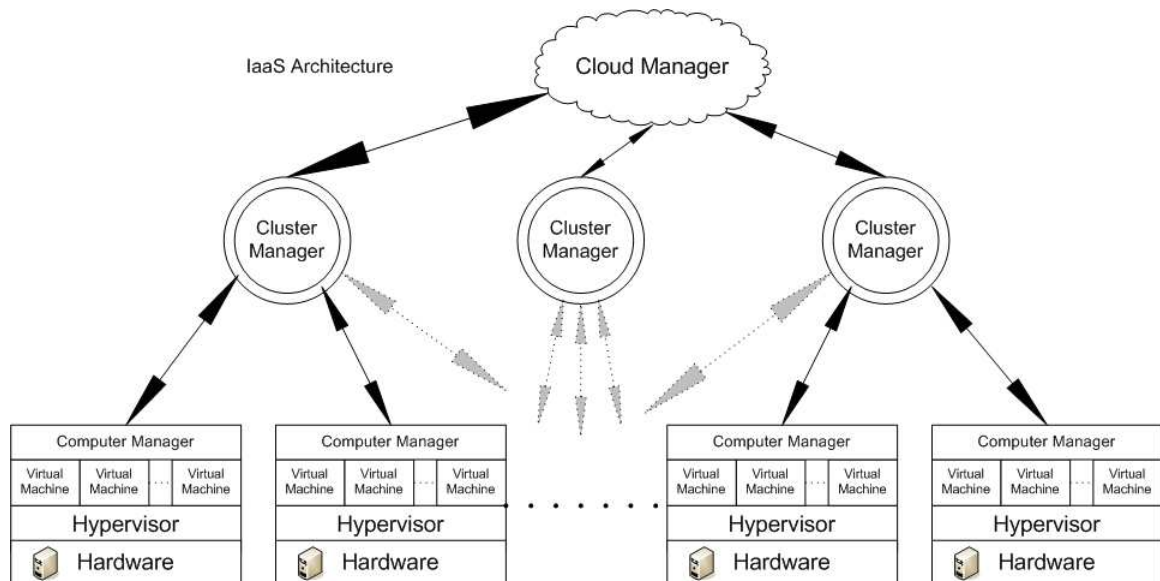 IaaS Architecture
Cloud Manager
Cluster
Manager
Cluster
Manager
Cluster
Manager
Computer Manager
Virtual
Machine
Virtual
Machine
Virtual
Machine
Hypervisor
Hardware
Computer Manager
Virtual
Machine
Virtual
Machine
Virtual
Machine
Hypervisor
Hardware
Computer Manager
Virtual
Machine
Virtual
Machine
Virtual
Machine
Hypervisor
Hardware
Computer Manager
Virtual
Machine
Virtual
Machine
Virtual
Machine
Hypervisor
Hardware